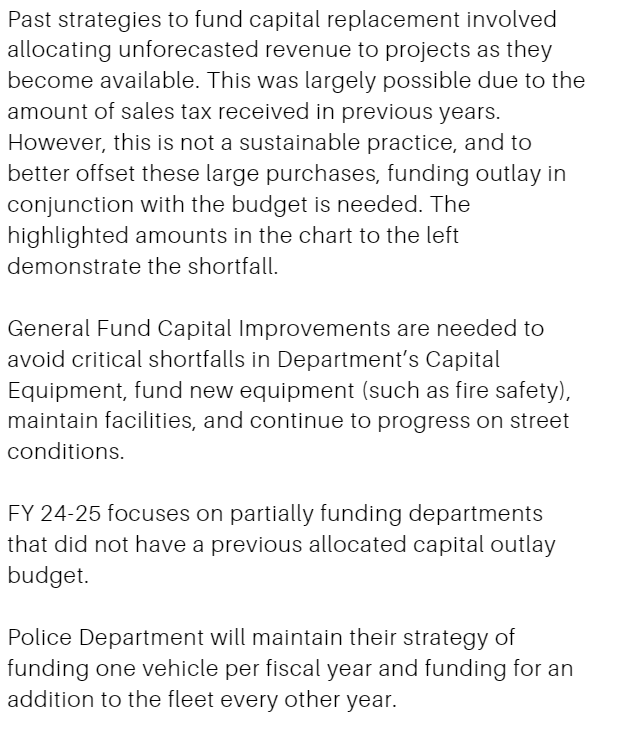 Past strategies to fund capital replacement involved
allocating unforecasted revenue to projects as they
become available. This was largely possible due to the
amount of sales tax received in previous years.
However, this is not a sustainable practice, and to
better offset these large purchases, funding outlay in
conjunction with the budget is needed. The
highlighted amounts in the chart to the left
demonstrate the shortfall.
General Fund Capital Improvements are needed to
avoid critical shortfalls in Department’s Capital
Equipment, fund new equipment (such as fire safety),
maintain facilities, and continue to progress on street
conditions.
FY 24-25 focuses on partially funding departments
that did not have a previous allocated capital outlay
budget.
Police Department will maintain their strategy of
funding one vehicle per fiscal year and funding for an
addition to the fleet every other year.